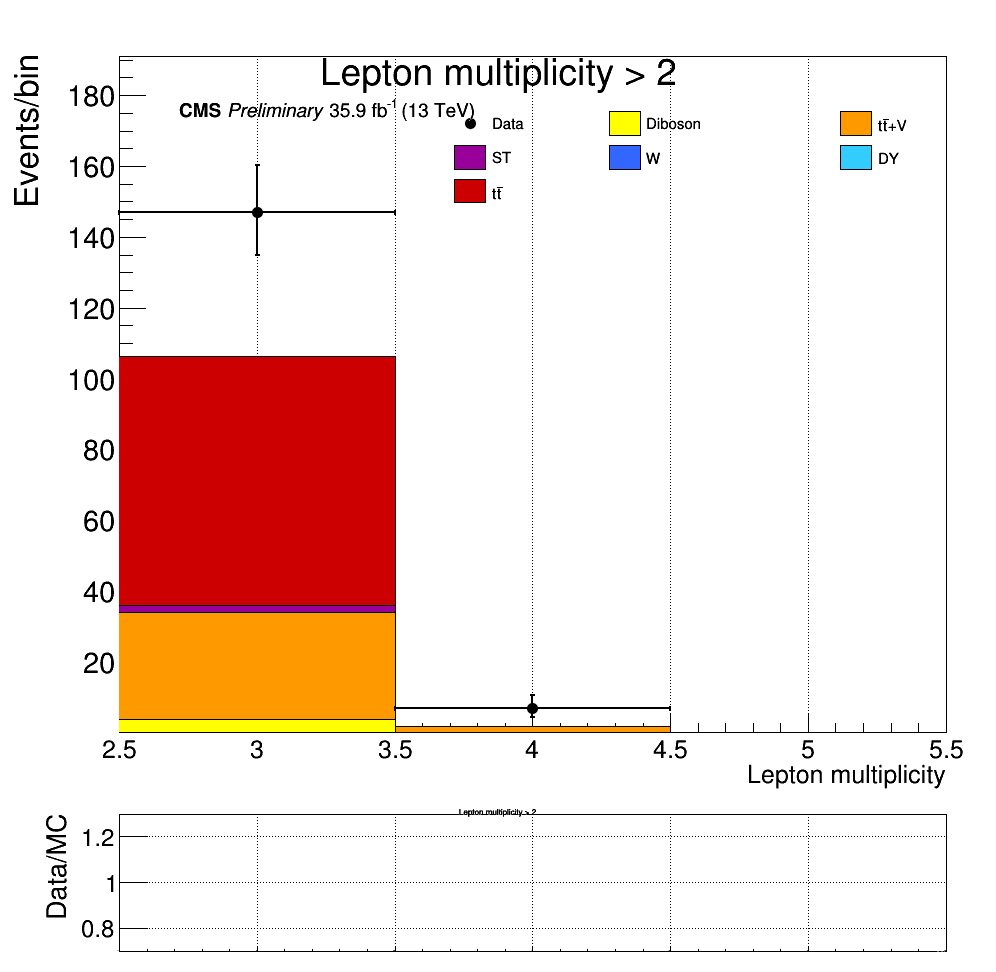 Lepton multiplicity > 2
Events/bin
CMS Preliminary 35.9 fb⁻¹ (13 TeV)
Data
Diboson
tt̄+V
ST
W
DY
tt̄
180
160
140
120
100
80
60
40
20
2.5 3 3.5 4 4.5 5 5.5
Lepton multiplicity
Lepton multiplicity > 2
Data/MC
1.2
1
0.8